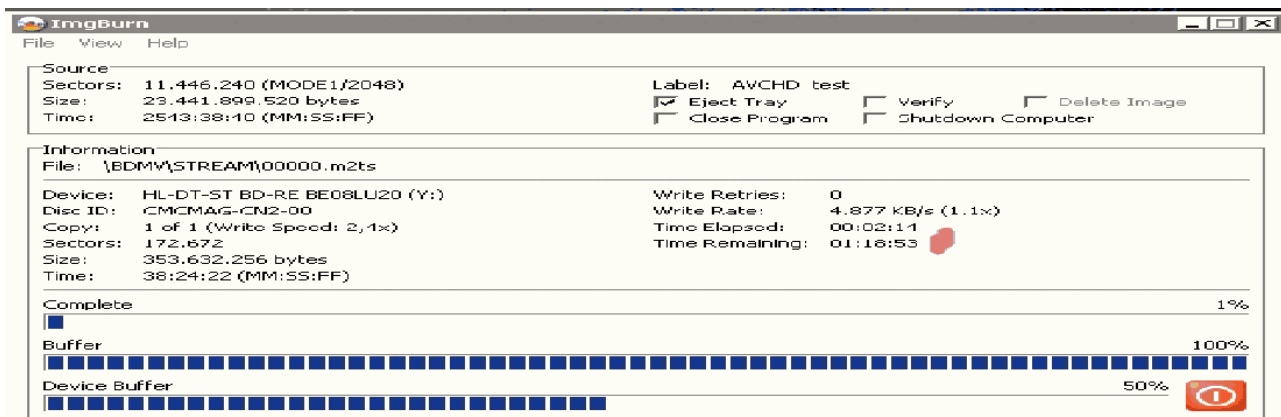 ImgBurn
File View Help
Source
Sectors: 11.446.240 (MODE1/2048)
Size: 23.441.899.520 bytes
Time: 2543:38:40 (MM:SS:FF)
Label: AVCHD test
Eject Tray Verify Delete Image
Close Program Shutdown Computer
Information
File: \BDMV\STREAM\00000.m2ts
Device: HL-DT-ST BD-RE BE08LU20 (Y:)
Disc ID: CMCMAG-CN2-00
Copy: 1 of 1 (Write Speed: 2,4x)
Sectors: 172.672
Size: 353.632.256 bytes
Time: 38:24:22 (MM:SS:FF)
Write Retries: 0
Write Rate: 4.877 KB/s (1.1x)
Time Elapsed: 00:02:14
Time Remaining: 01:18:53
Complete 1%
Buffer 100%
Device Buffer 50%